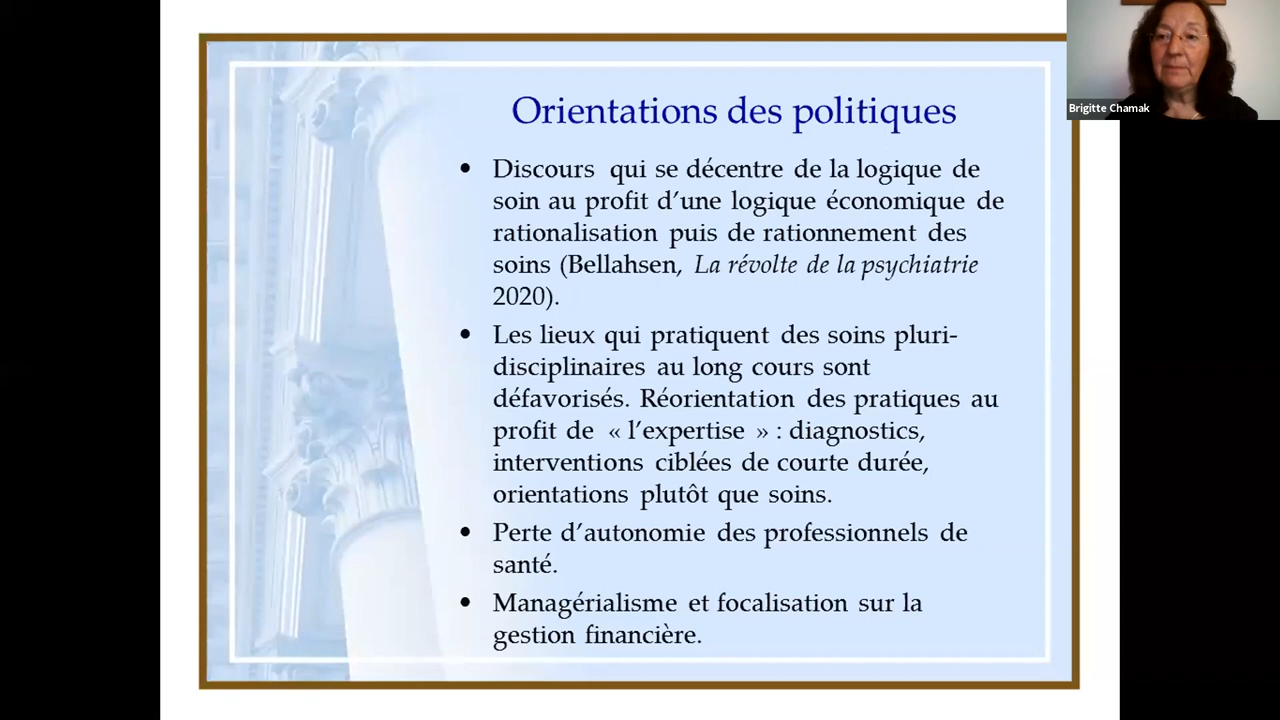 Orientations des politiques
Brigitte Chamak
• Discours qui se décentre de la logique de
soin au profit d’une logique économique de
rationalisation puis de rationnement des
soins (Bellahsen, La révolte de la psychiatrie
2020).
• Les lieux qui pratiquent des soins pluri-
disciplinaires au long cours sont
défavorisés. Réorientation des pratiques au
profit de « l’expertise » : diagnostics,
interventions ciblées de courte durée,
orientations plutôt que soins.
• Perte d’autonomie des professionnels de
santé.
• Managérialisme et focalisation sur la
gestion financière.